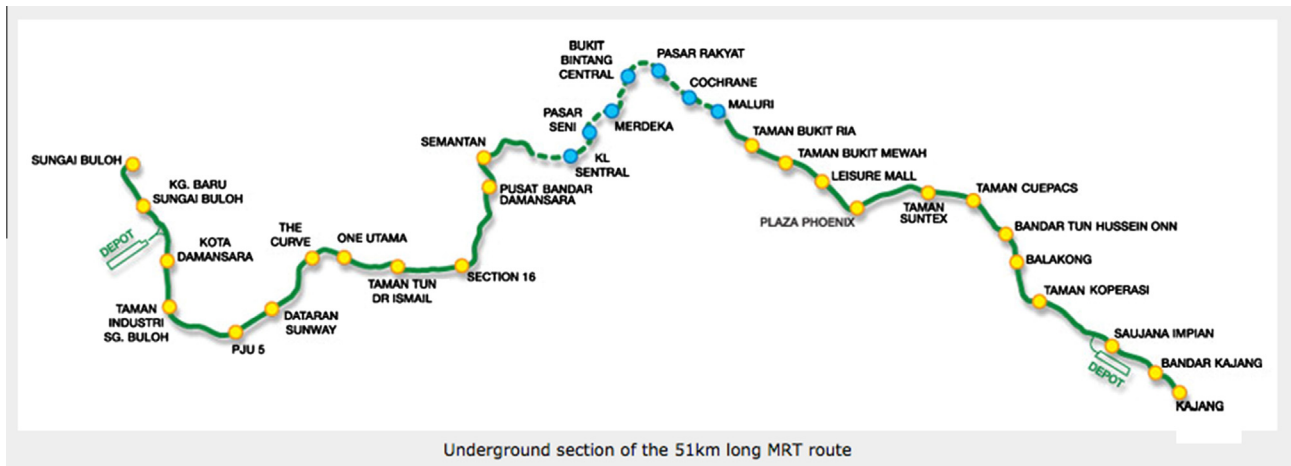 SUNGAI BULOH
KG. BARU
SUNGAI BULOH
DEPOT
KOTA
DAMANSARA
TAMAN
INDUSTRI
SG. BULOH
PJU 5
DATARAN
SUNWAY
THE
CURVE
ONE UTAMA
TAMAN TUN
DR ISMAIL
SECTION 16
PUSAT BANDAR
DAMANSARA
SEMANTAN
KL
SENTRAL
PASAR
SENI
MERDEKA
BUKIT
BINTANG
CENTRAL
PASAR RAKYAT
COCHRANE
MALURI
TAMAN BUKIT RIA
TAMAN BUKIT MEWAH
LEISURE MALL
PLAZA PHOENIX
TAMAN
SUNTEX
TAMAN CUEPACS
BANDAR TUN HUSSEIN ONN
BALAKONG
TAMAN KOPERASI
SAUJANA IMPIAN
DEPOT
BANDAR KAJANG
KAJANG
Underground section of the 51km long MRT route